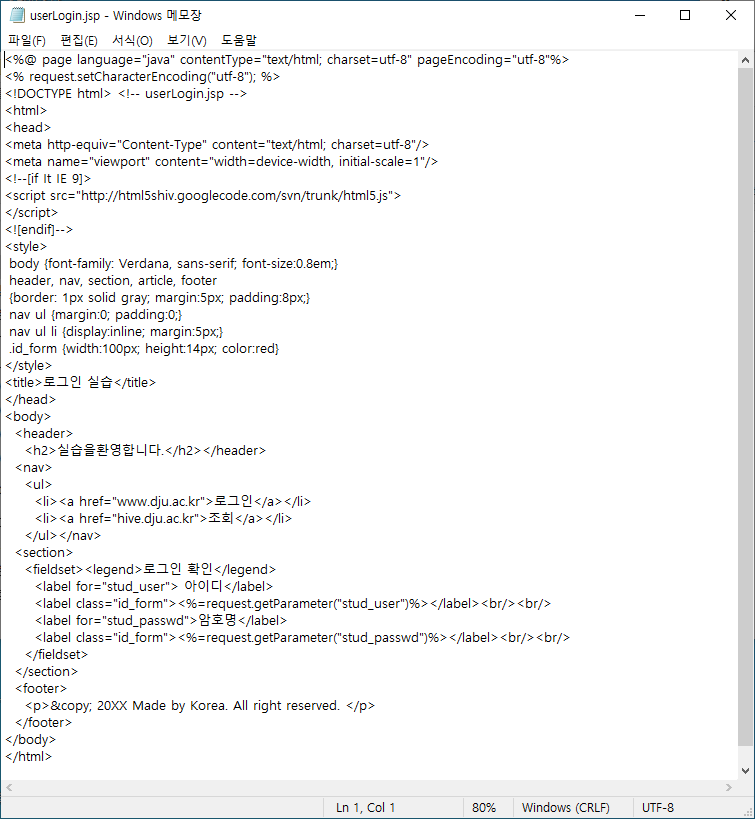 userLogin.jsp - Windows 메모장
파일(F) 편집(E) 서식(O) 보기(V) 도움말
<%@ page language="java" contentType="text/html; charset=utf-8" pageEncoding="utf-8"%>
<% request.setCharacterEncoding("utf-8"); %>
<!DOCTYPE html> <!-- userLogin.jsp -->
<html>
<head>
<meta http-equiv="Content-Type" content="text/html; charset=utf-8"/>
<meta name="viewport" content="width=device-width, initial-scale=1"/>
<!--[if It IE 9]>
<script src="http://html5shiv.googlecode.com/svn/trunk/html5.js">
</script>
<![endif]-->
<style>
body {font-family: Verdana, sans-serif; font-size:0.8em;}
header, nav, section, article, footer
{border: 1px solid gray; margin:5px; padding:8px;}
nav ul {margin:0; padding:0;}
nav ul li {display:inline; margin:5px;}
.id_form {width:100px; height:14px; color:red}
</style>
<title>로그인 실습</title>
</head>
<body>
<header>
<h2>실습을환영합니다.</h2></header>
<nav>
<ul>
<li><a href="www.dju.ac.kr">로그인</a></li>
<li><a href="hive.dju.ac.kr">조회</a></li>
</ul></nav>
<section>
<fieldset><legend>로그인 확인</legend>
<label for="stud_user"> 아이디</label>
<label class="id_form"><%=request.getParameter("stud_user")%></label><br/><br/>
<label for="stud_passwd">암호명</label>
<label class="id_form"><%=request.getParameter("stud_passwd")%></label><br/><br/>
</fieldset>
</section>
<footer>
<p>&copy; 20XX Made by Korea. All right reserved. </p>
</footer>
</body>
</html>
Ln 1, Col 1 80% Windows (CRLF) UTF-8